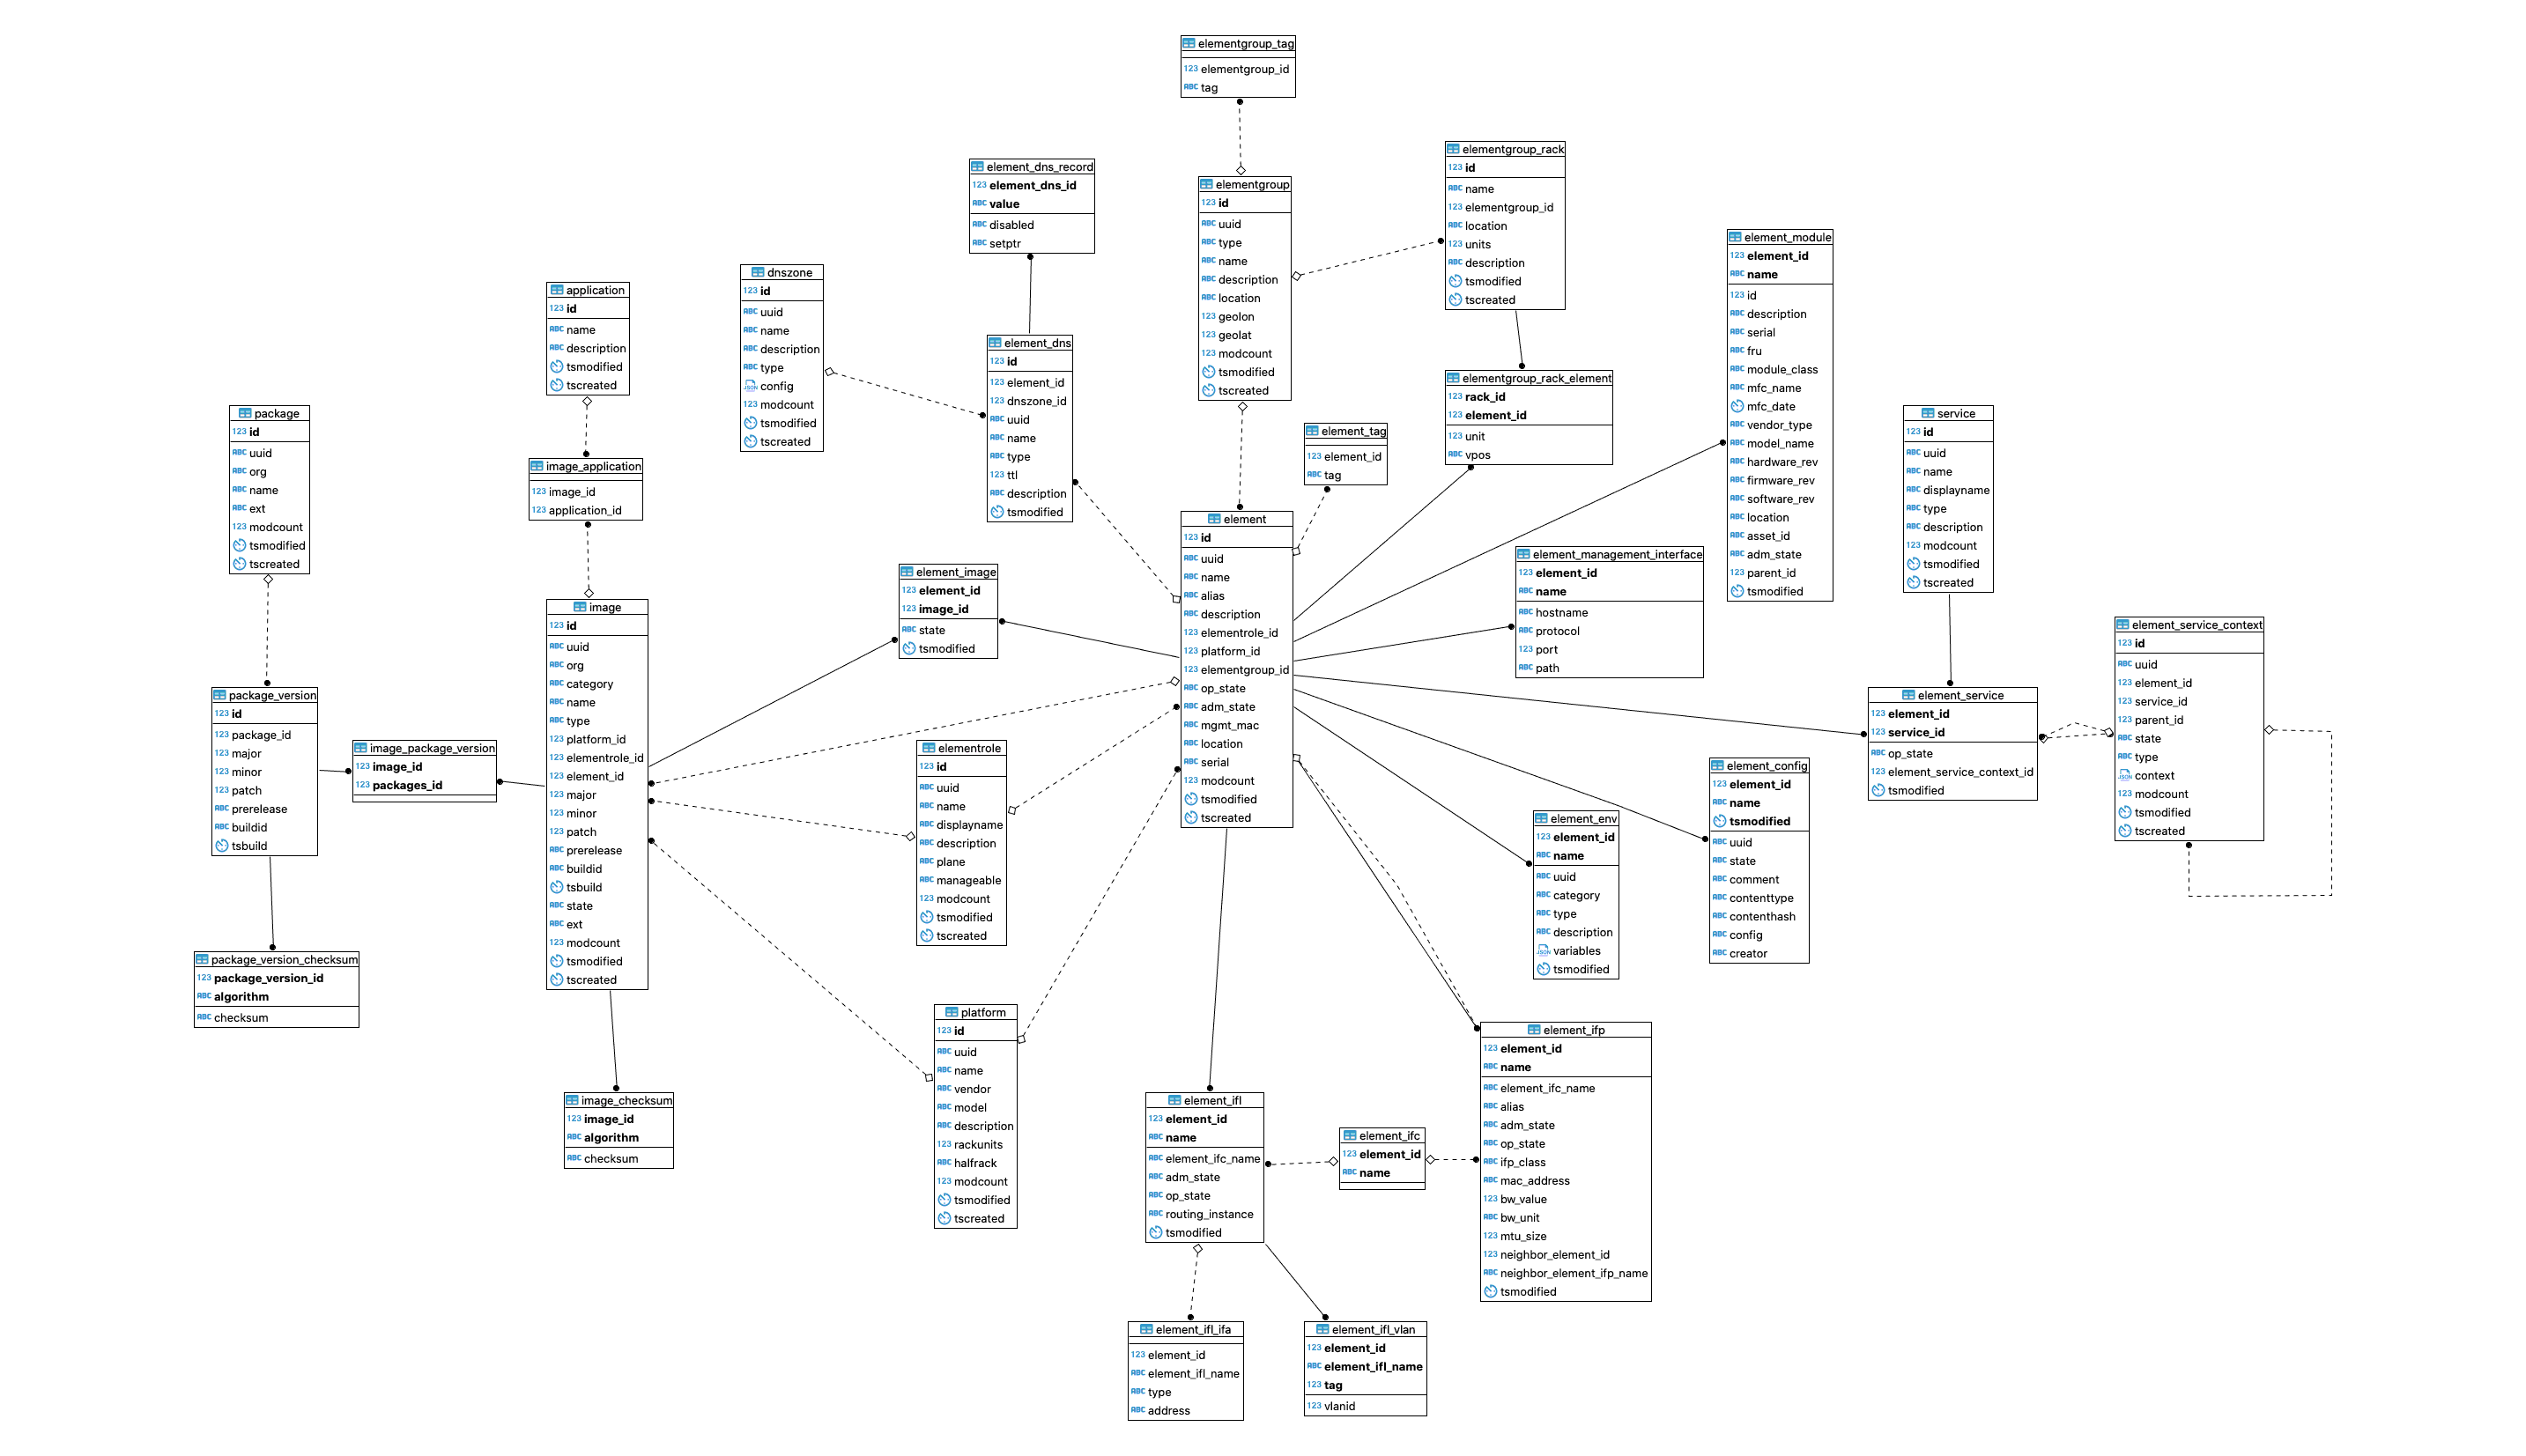 elementgroup_tag
123 elementgroup_id
ABC tag
element_dns_record
123 element_dns_id
ABC value
ABC disabled
ABC setptr
elementgroup_rack
123 id
ABC name
123 elementgroup_id
ABC location
123 units
ABC description
tsmodified
tscreated
elementgroup
123 id
ABC uuid
ABC type
ABC name
ABC description
ABC location
123 geolon
123 geolat
123 modcount
tsmodified
tscreated
element_module
123 element_id
ABC name
123 id
ABC description
ABC serial
ABC fru
ABC module_class
ABC mfc_name
mfc_date
ABC vendor_type
ABC model_name
ABC hardware_rev
ABC firmware_rev
ABC software_rev
ABC location
ABC asset_id
ABC adm_state
123 parent_id
tsmodified
dnszone
123 id
ABC uuid
ABC name
ABC description
ABC type
JSON config
123 modcount
tsmodified
tscreated
application
123 id
ABC name
ABC description
tsmodified
tscreated
element_dns
123 id
123 element_id
123 dnszone_id
ABC uuid
ABC name
ABC type
123 ttl
ABC description
tsmodified
elementgroup_rack_element
123 rack_id
123 element_id
123 unit
ABC vpos
package
123 id
ABC uuid
ABC org
ABC name
ABC ext
123 modcount
tsmodified
tscreated
service
123 id
ABC uuid
ABC name
ABC displayname
ABC type
ABC description
123 modcount
tsmodified
tscreated
element_tag
123 element_id
ABC tag
image_application
123 image_id
123 application_id
element
123 id
ABC uuid
ABC name
ABC alias
ABC description
123 elementrole_id
123 platform_id
123 elementgroup_id
ABC op_state
ABC adm_state
ABC mgmt_mac
ABC location
ABC serial
123 modcount
tsmodified
tscreated
element_management_interface
123 element_id
ABC name
ABC hostname
ABC protocol
123 port
ABC path
element_image
123 element_id
123 image_id
ABC state
tsmodified
image
123 id
ABC uuid
ABC org
ABC category
ABC name
ABC type
123 platform_id
123 elementrole_id
123 element_id
123 major
123 minor
123 patch
ABC prerelease
ABC buildid
tsbuild
ABC state
ABC ext
123 modcount
tsmodified
tscreated
element_service_context
123 id
ABC uuid
123 element_id
123 service_id
123 parent_id
ABC state
ABC type
JSON context
123 modcount
tsmodified
tscreated
package_version
123 id
123 package_id
123 major
123 minor
123 patch
ABC prerelease
ABC buildid
tsbuild
element_service
123 element_id
123 service_id
ABC op_state
123 element_service_context_id
tsmodified
image_package_version
123 image_id
123 packages_id
elementrole
123 id
ABC uuid
ABC name
ABC displayname
ABC description
ABC plane
ABC manageable
123 modcount
tsmodified
tscreated
element_config
123 element_id
ABC name
tsmodified
ABC uuid
ABC state
ABC comment
ABC contenttype
ABC contenthash
ABC config
ABC creator
element_env
123 element_id
ABC name
ABC uuid
ABC category
ABC type
ABC description
JSON variables
tsmodified
package_version_checksum
123 package_version_id
ABC algorithm
ABC checksum
platform
123 id
ABC uuid
ABC name
ABC vendor
ABC model
ABC description
123 rackunits
ABC halfrack
123 modcount
tsmodified
tscreated
element_ifp
123 element_id
ABC name
ABC element_ifc_name
ABC alias
ABC adm_state
ABC op_state
ABC ifp_class
ABC mac_address
123 bw_value
ABC bw_unit
123 mtu_size
123 neighbor_element_id
ABC neighbor_element_ifp_name
tsmodified
image_checksum
123 image_id
ABC algorithm
ABC checksum
element_ifl
123 element_id
ABC name
ABC element_ifc_name
ABC adm_state
ABC op_state
ABC routing_instance
tsmodified
element_ifc
123 element_id
ABC name
element_ifl_ifa
123 element_id
ABC element_ifl_name
ABC type
ABC address
element_ifl_vlan
123 element_id
ABC element_ifl_name
123 tag
123 vlanid